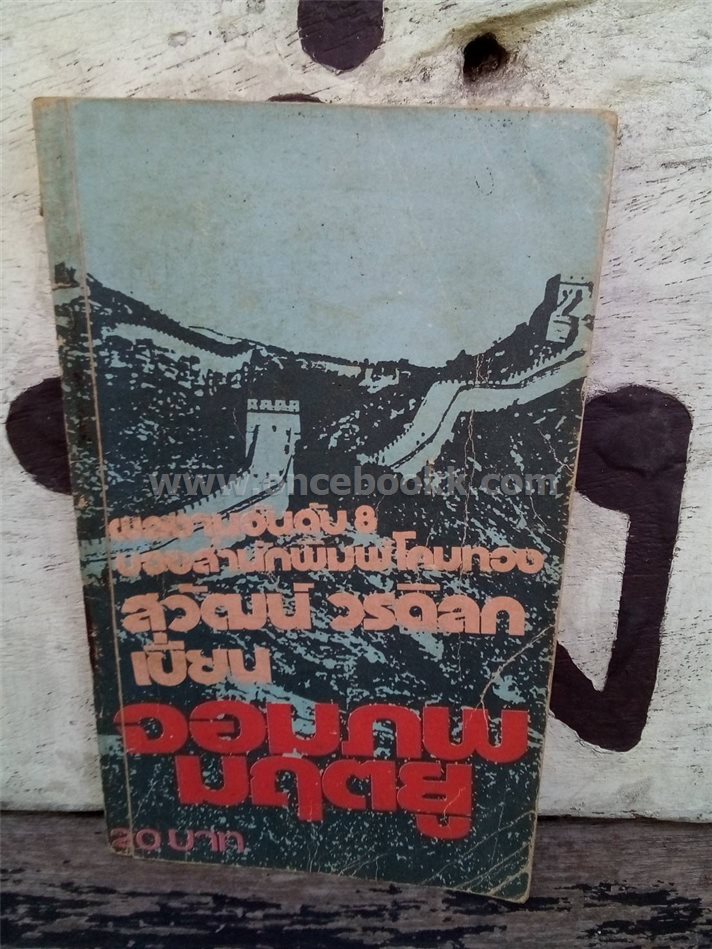 www.oncebookk.com
ผลงานอันดับ 8
ของสำนักพิมพ์โคมทอง
สุวัฒน์ วรดิลก
เขียน
จอมภพ
มฤตยู
20 บาท